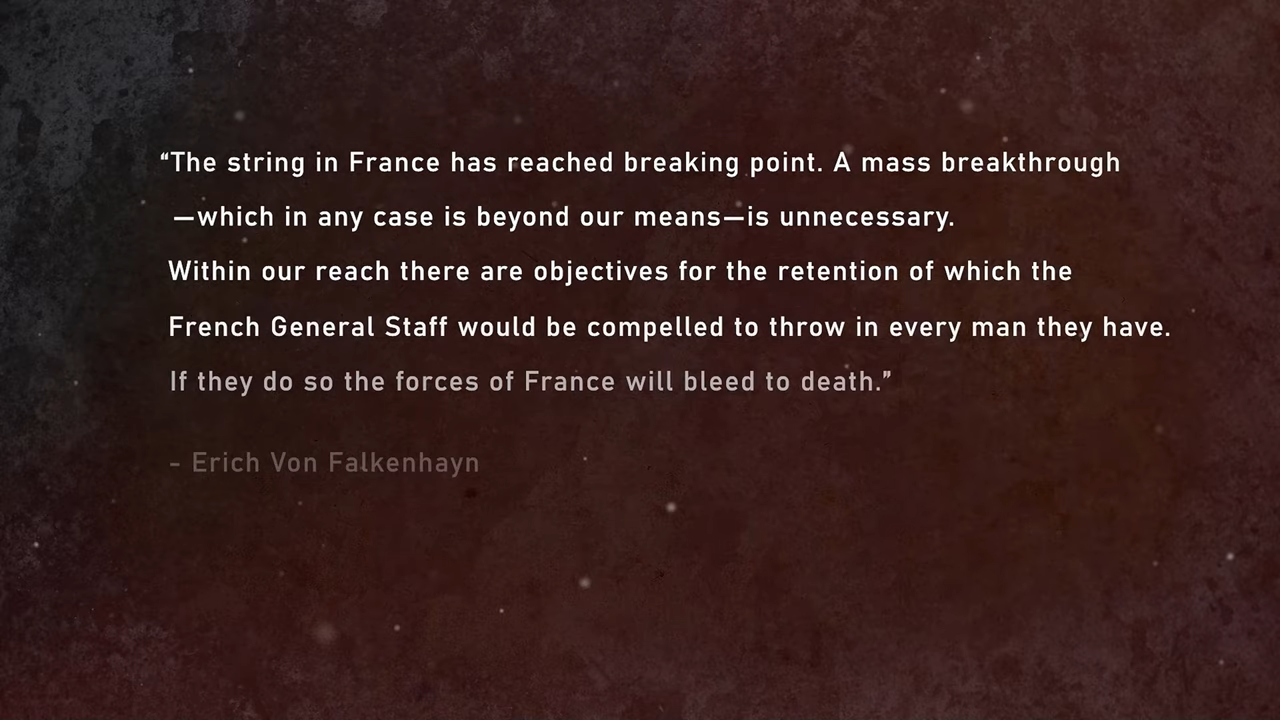 “The string in France has reached breaking point. A mass breakthrough
—which in any case is beyond our means—is unnecessary.
Within our reach there are objectives for the retention of which the
French General Staff would be compelled to throw in every man they have.
If they do so the forces of France will bleed to death.”
- Erich Von Falkenhayn